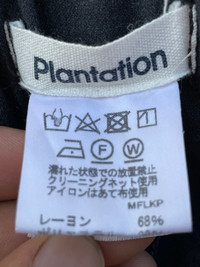 Plantation
F W
濡れた状態での放置禁止
クリーニングネット使用
アイロンはあて布使用
MFLKP
レーヨン 68%